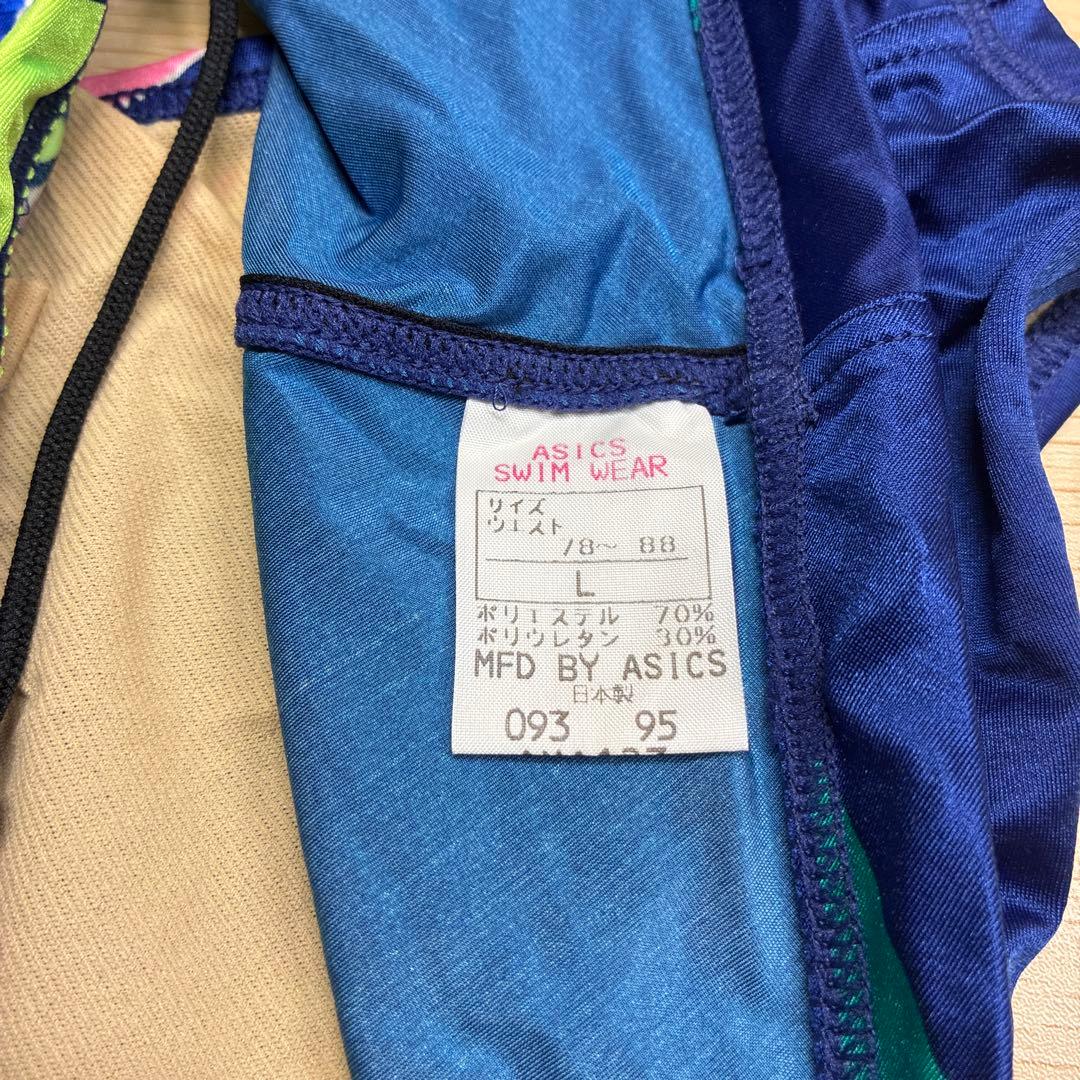 ASICS
SWIM WEAR
サイズ
ウエスト
78～ 88
L
ポリエステル 70%
ポリウレタン 30%
MFD BY ASICS
日本製
093 95